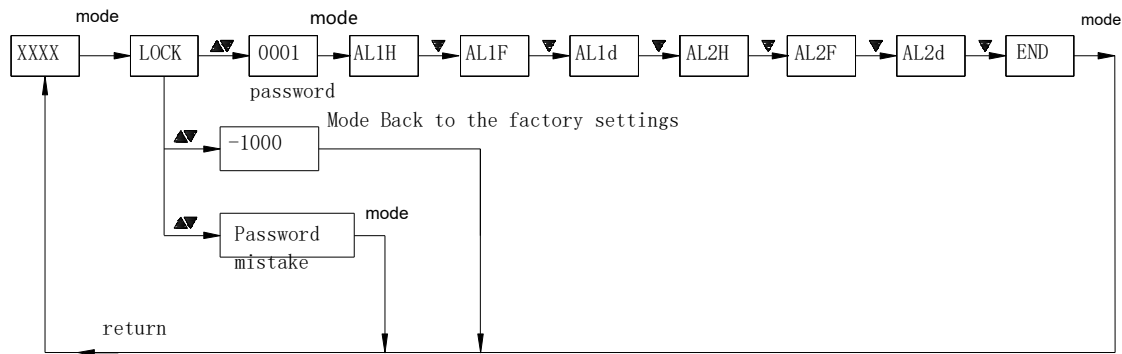 mode
mode
mode
XXXX
LOCK
0001
AL1H
AL1F
AL1d
AL2H
AL2F
AL2d
END
password
Mode Back to the factory settings
-1000
mode
Password
mistake
return